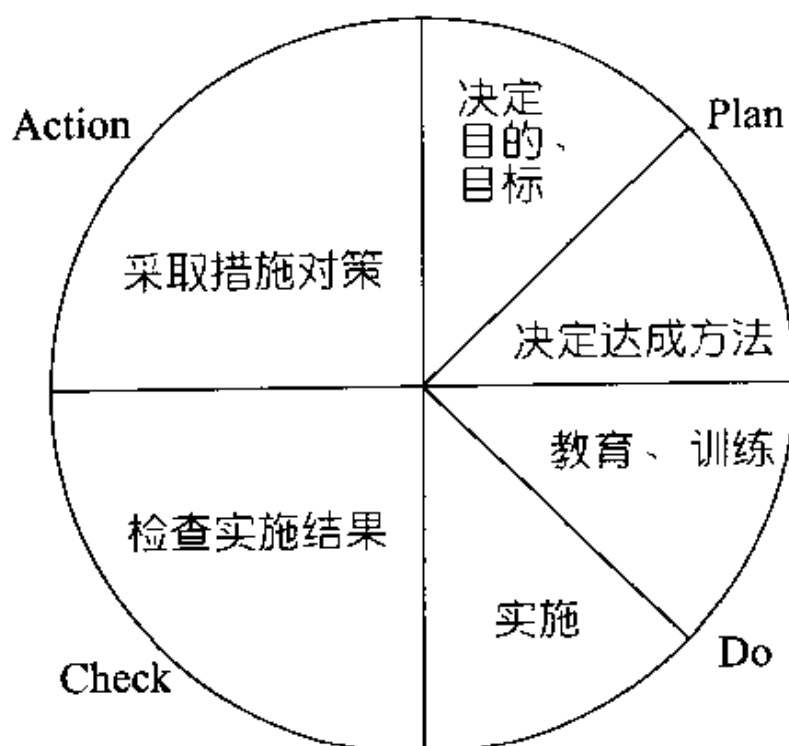 Action
Plan
决定
目的、
目标
采取措施对策
决定达成方法
教育、训练
检查实施结果
实施
Check
Do